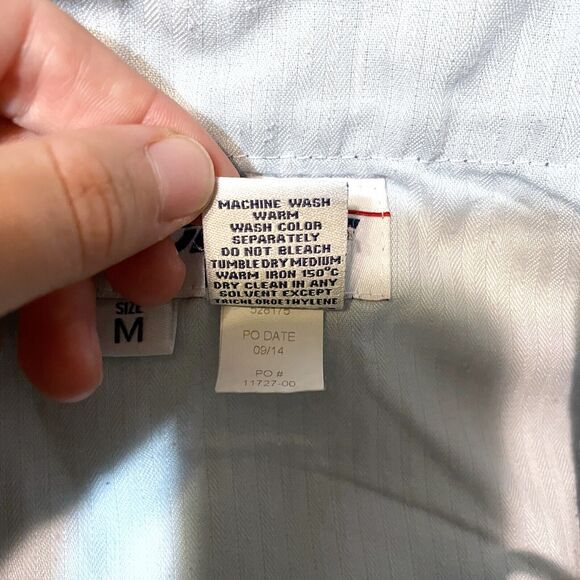 MACHINE WASH
WARM
WASH COLOR
SEPARATELY
DO NOT BLEACH
TUMBLE DRY MEDIUM
WARM IRON 150°C
DRY CLEAN IN ANY
SOLVENT EXCEPT
TRICHLOROETHYLENE
SIZE
M
528175
PO DATE
09/14
PO #
11727-00